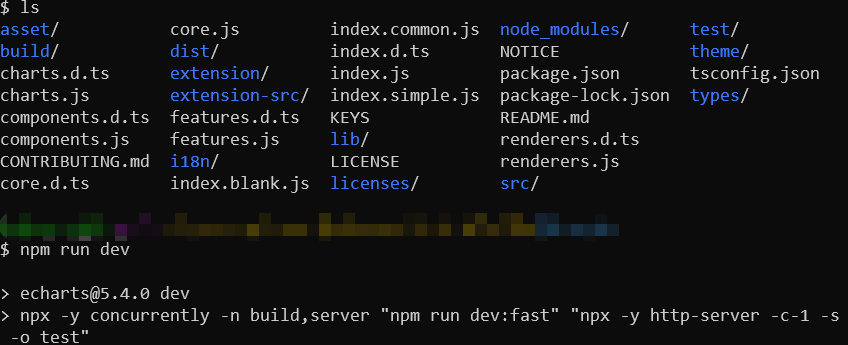 $ ls
asset/ core.js index.common.js node_modules/ test/
build/ dist/ index.d.ts NOTICE theme/
charts.d.ts extension/ index.js package.json tsconfig.json
charts.js extension-src/ index.simple.js package-lock.json types/
components.d.ts features.d.ts KEYS README.md
components.js features.js lib/ renderers.d.ts
CONTRIBUTING.md i18n/ LICENSE renderers.js
core.d.ts index.blank.js licenses/ src/
$ npm run dev
> echarts@5.4.0 dev
> npx -y concurrently -n build,server "npm run dev:fast" "npx -y http-server -c-1 -s
-o test"